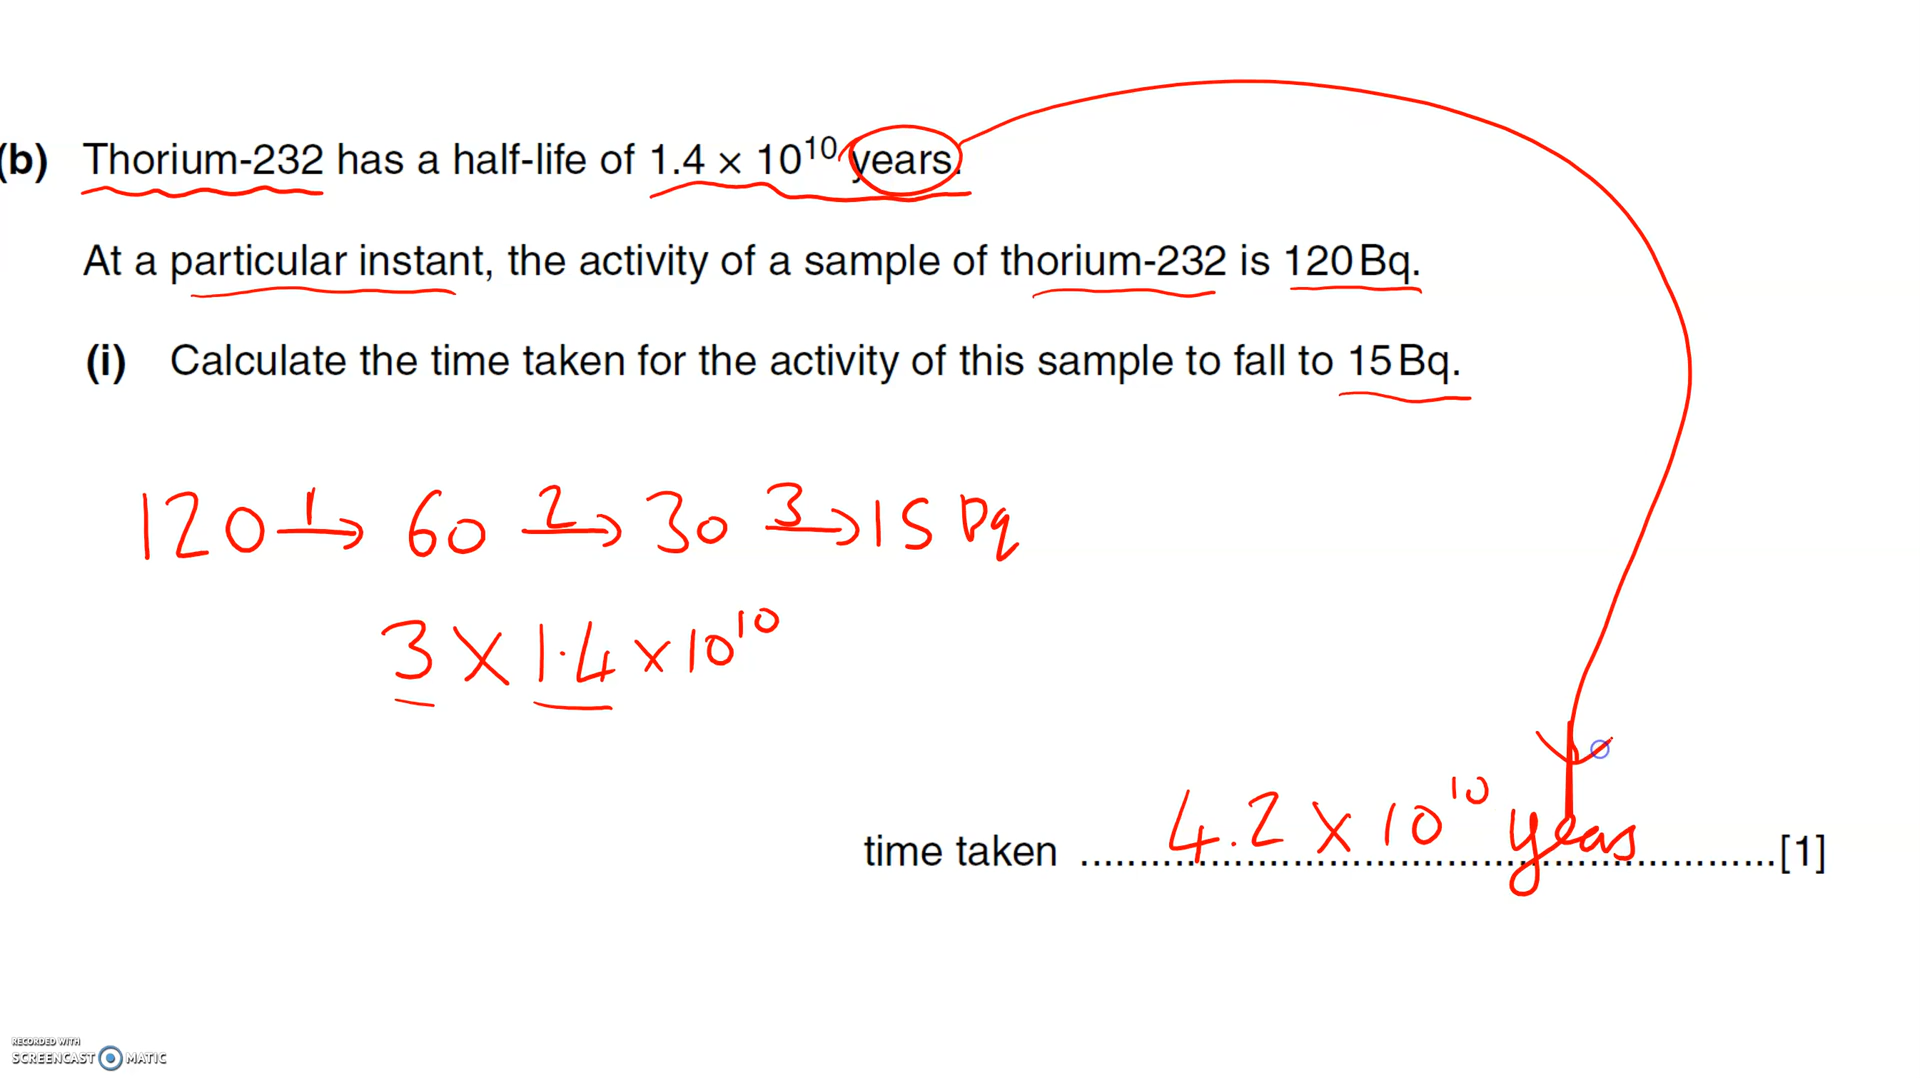 (b) Thorium-232 has a half-life of 1.4 × 10¹⁰ years.
At a particular instant, the activity of a sample of thorium-232 is 120 Bq.
(i) Calculate the time taken for the activity of this sample to fall to 15 Bq.
120 1→ 60 2→ 30 3→ 15 Bq
3 × 1.4 × 10¹⁰
4.2 × 10¹⁰ years
time taken ........................................................[1]
RECORDED WITH
SCREENCAST MATIC